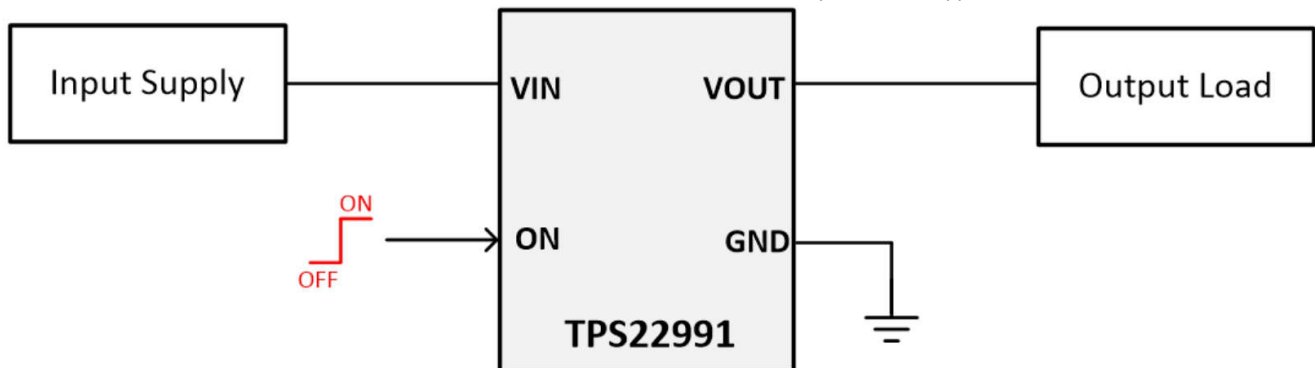 Input Supply
VIN
VOUT
Output Load
ON
OFF
ON
GND
TPS22991